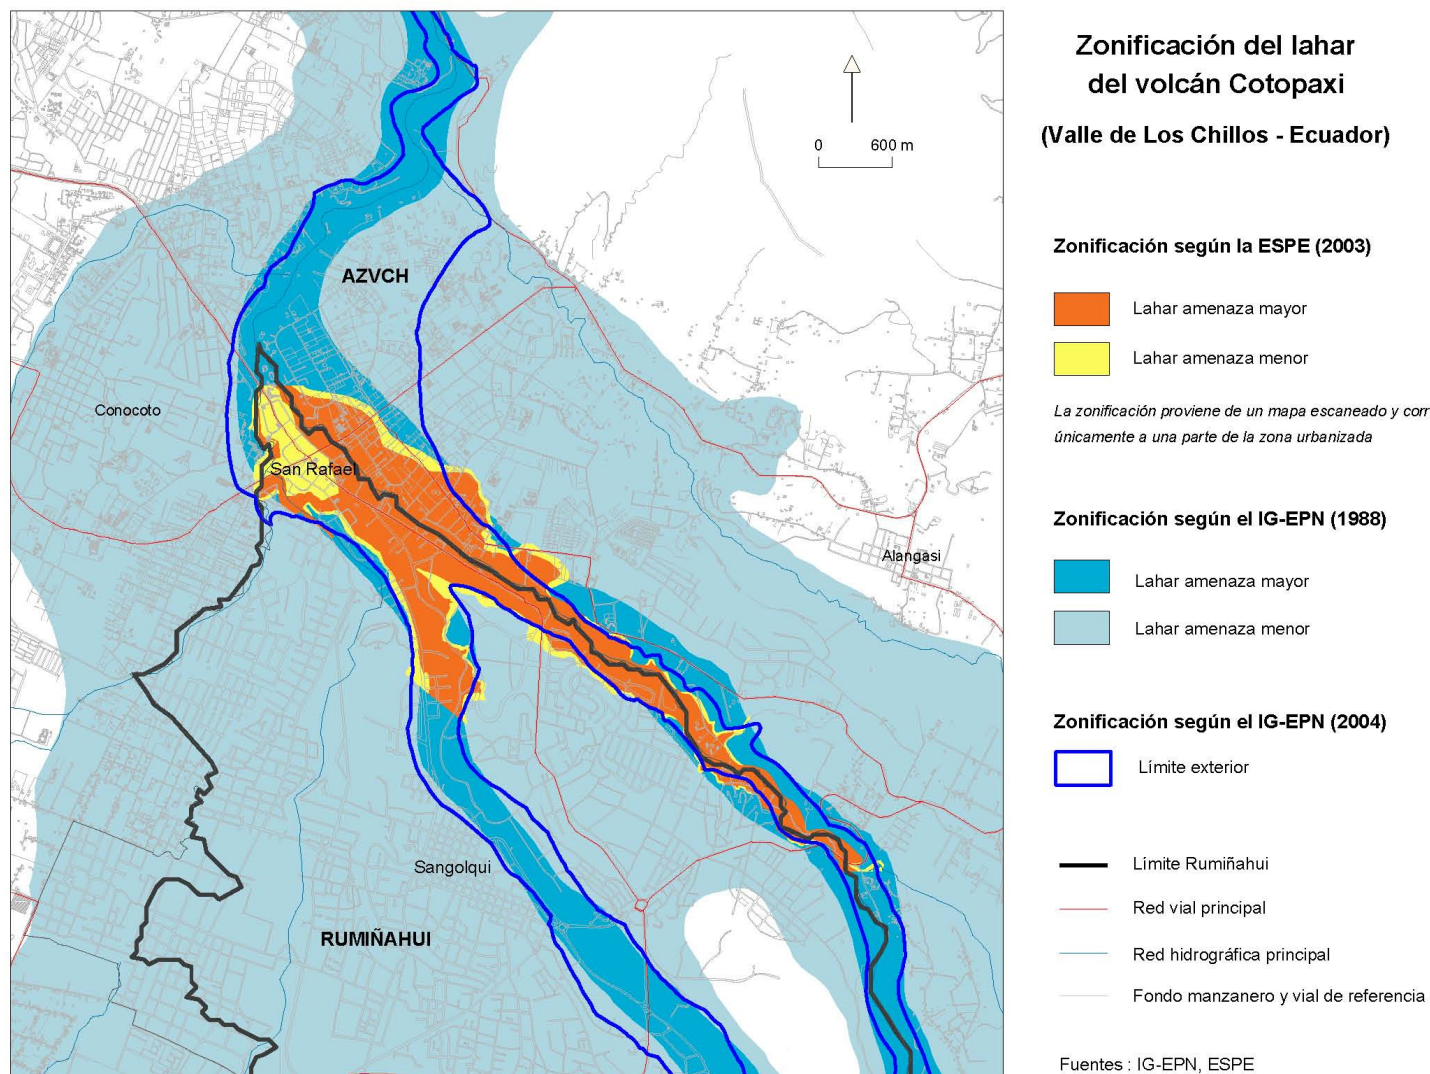 Zonificación del lahar
del volcán Cotopaxi
(Valle de Los Chillos - Ecuador)
0 600 m
AZVCH
Conocoto
San Rafael
Alangasi
Sangolqui
RUMIÑAHUI
Zonificación según la ESPE (2003)
Lahar amenaza mayor
Lahar amenaza menor
La zonificación proviene de un mapa escaneado y corr
únicamente a una parte de la zona urbanizada
Zonificación según el IG-EPN (1988)
Lahar amenaza mayor
Lahar amenaza menor
Zonificación según el IG-EPN (2004)
Límite exterior
Límite Rumiñahui
Red vial principal
Red hidrográfica principal
Fondo manzanero y vial de referencia
Fuentes : IG-EPN, ESPE